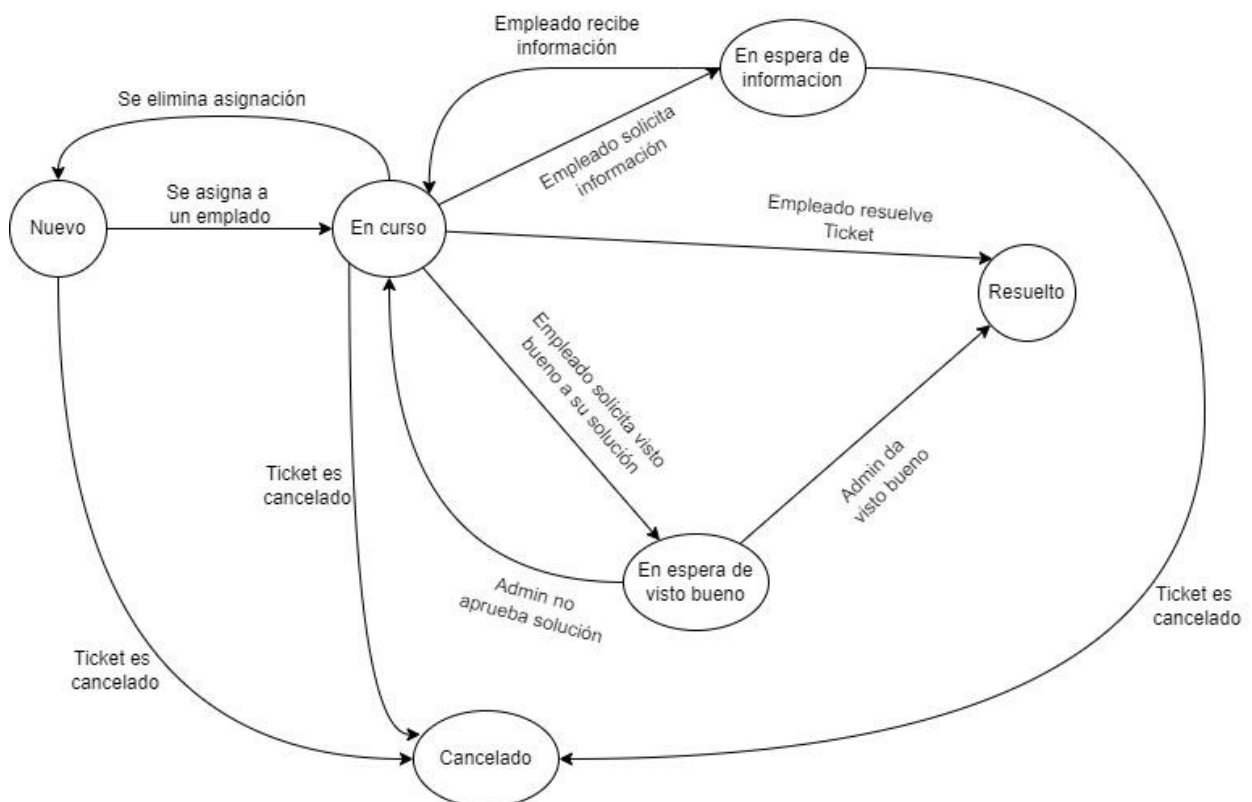 Empleado recibe
información
En espera de
informacion
Se elimina asignación
Empleado solicita
información
Se asigna a
un emplado
Nuevo
En curso
Empleado resuelve
Ticket
Resuelto
Empleado solicita visto
bueno a su solución
Admin da
visto bueno
Ticket es
cancelado
En espera de
visto bueno
Admin no
aprueba solución
Ticket es
cancelado
Ticket es
cancelado
Cancelado